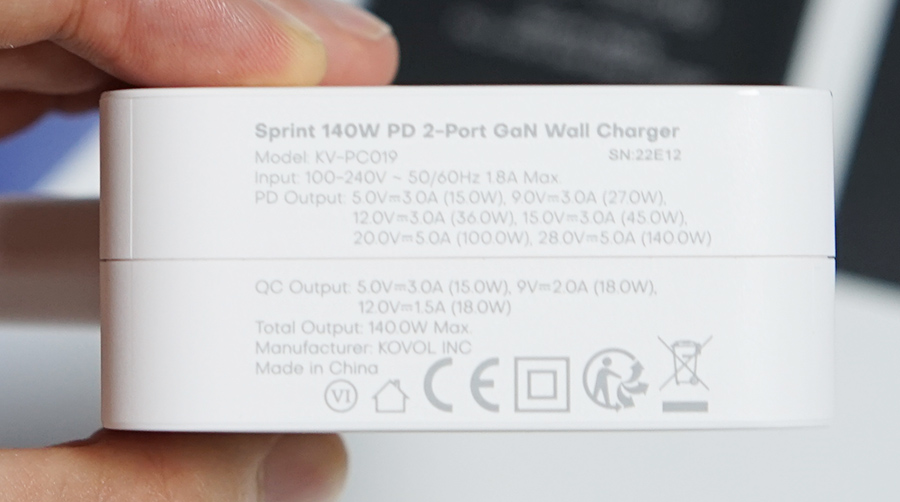 Sprint 140W PD 2-Port GaN Wall Charger
Model: KV-PC019 SN:22E12
Input: 100-240V ~ 50/60Hz 1.8A Max.
PD Output: 5.0V⎓3.0A (15.0W), 9.0V⎓3.0A (27.0W),
12.0V⎓3.0A (36.0W), 15.0V⎓3.0A (45.0W),
20.0V⎓5.0A (100.0W), 28.0V⎓5.0A (140.0W)
QC Output: 5.0V⎓3.0A (15.0W), 9V⎓2.0A (18.0W),
12.0V⎓1.5A (18.0W)
Total Output: 140.0W Max.
Manufacturer: KOVOL INC
Made in China
VI CE